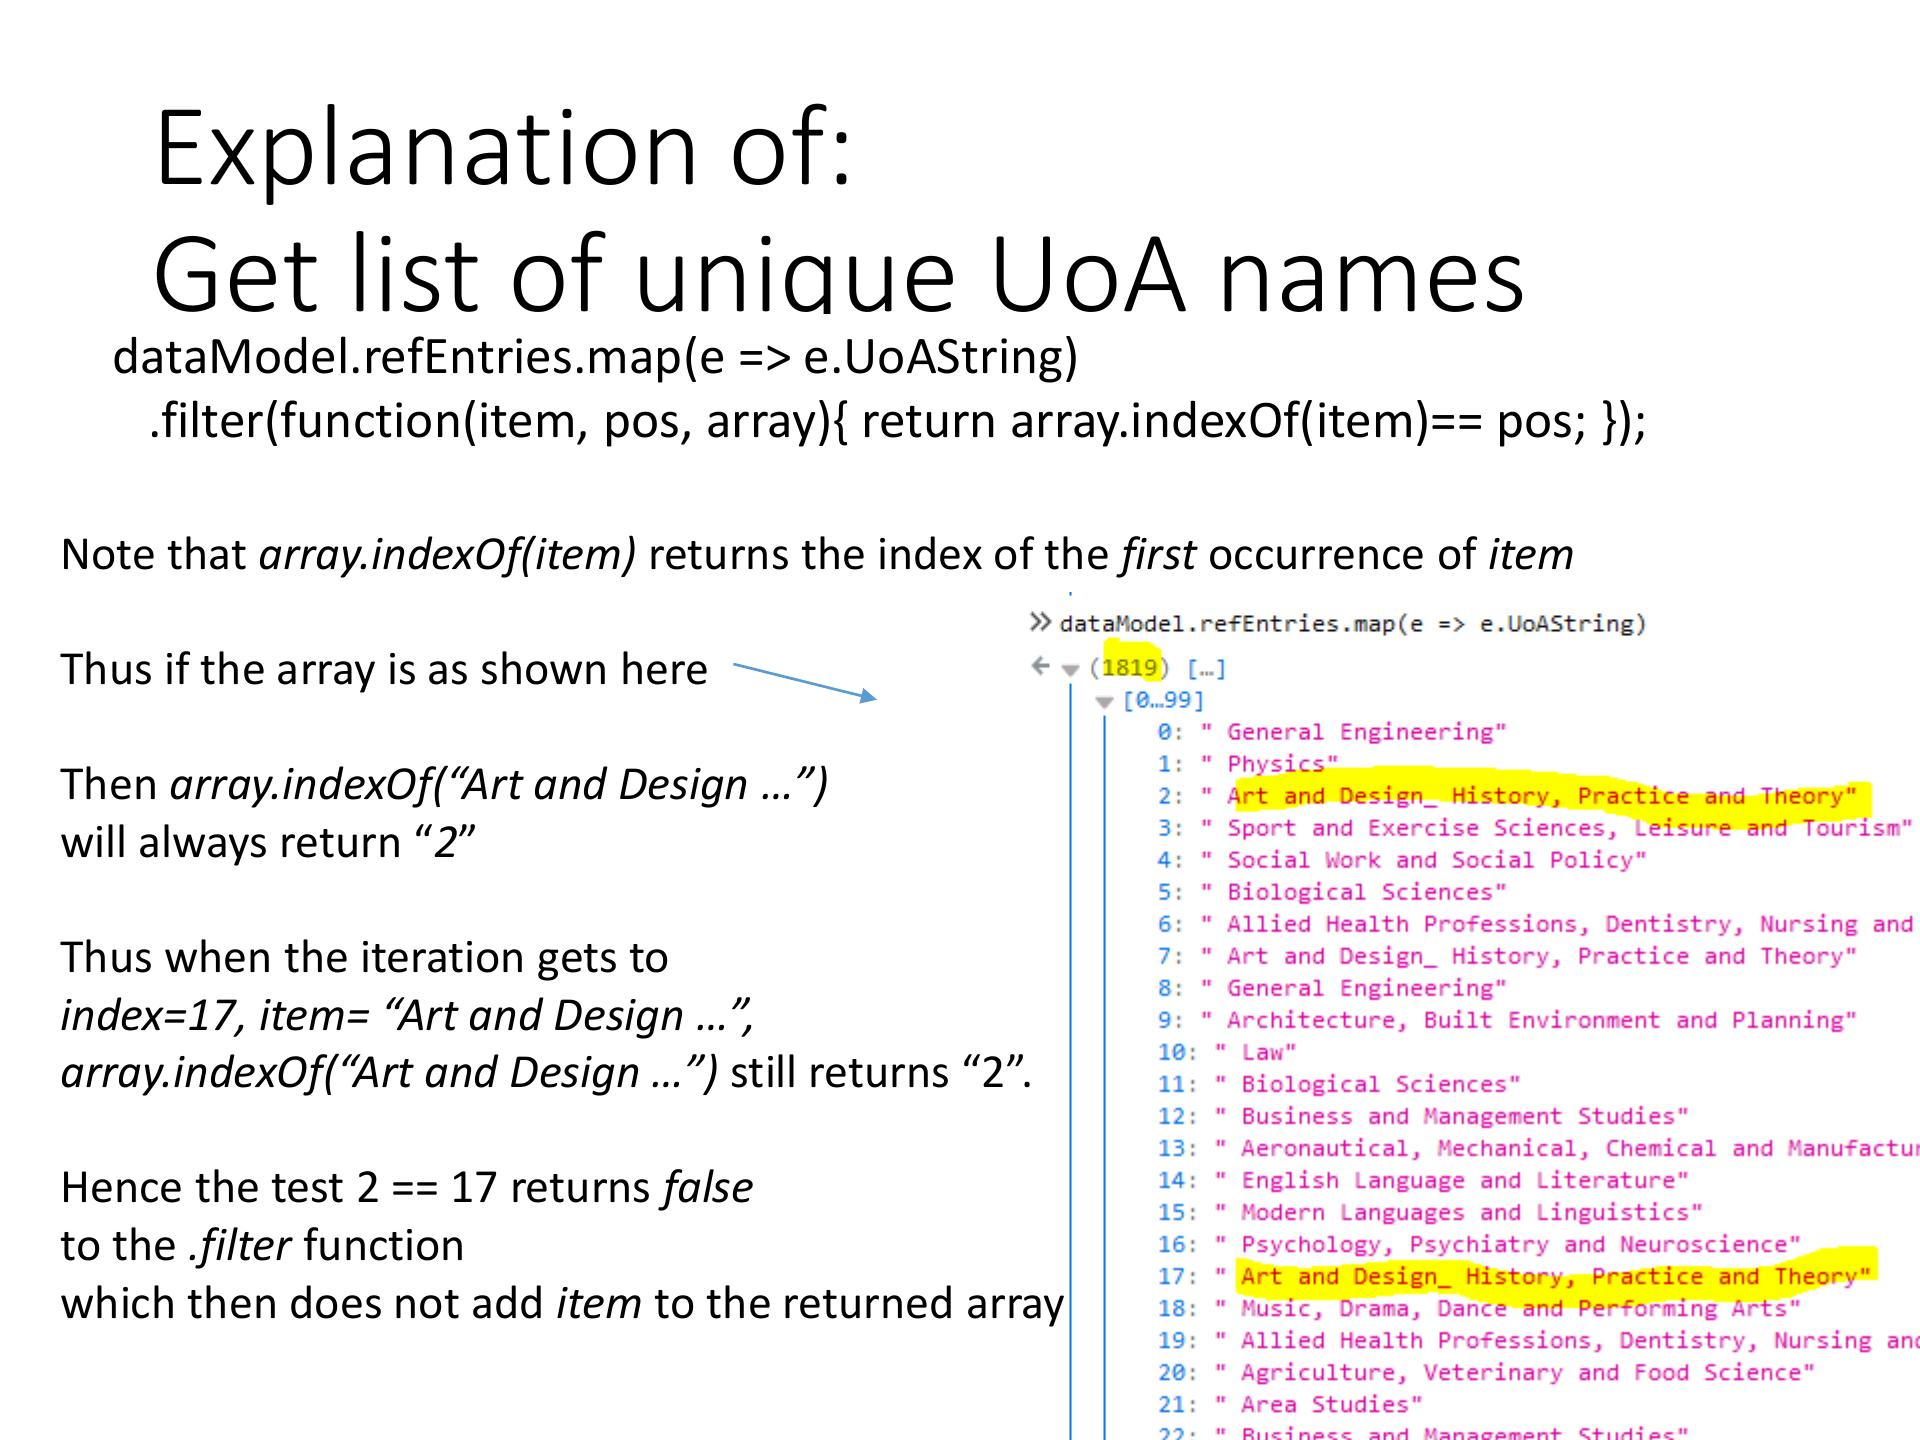 Explanation of:
Get list of unique UoA names
dataModel.refEntries.map(e => e.UoAString)
.filter(function(item, pos, array){ return array.indexOf(item)== pos; });
Note that array.indexOf(item) returns the index of the first occurrence of item
Thus if the array is as shown here
Then array.indexOf(“Art and Design …”)
will always return “2”
Thus when the iteration gets to
index=17, item= “Art and Design …”,
array.indexOf(“Art and Design …”) still returns “2”.
Hence the test 2 == 17 returns false
to the .filter function
which then does not add item to the returned array
>> dataModel.refEntries.map(e => e.UoAString)
(1819) […]
[0…99]
0: " General Engineering"
1: " Physics"
2: " Art and Design_ History, Practice and Theory"
3: " Sport and Exercise Sciences, Leisure and Tourism"
4: " Social Work and Social Policy"
5: " Biological Sciences"
6: " Allied Health Professions, Dentistry, Nursing and
7: " Art and Design_ History, Practice and Theory"
8: " General Engineering"
9: " Architecture, Built Environment and Planning"
10: " Law"
11: " Biological Sciences"
12: " Business and Management Studies"
13: " Aeronautical, Mechanical, Chemical and Manufactur
14: " English Language and Literature"
15: " Modern Languages and Linguistics"
16: " Psychology, Psychiatry and Neuroscience"
17: " Art and Design_ History, Practice and Theory"
18: " Music, Drama, Dance and Performing Arts"
19: " Allied Health Professions, Dentistry, Nursing and
20: " Agriculture, Veterinary and Food Science"
21: " Area Studies"
22: " Business and Management Studies"